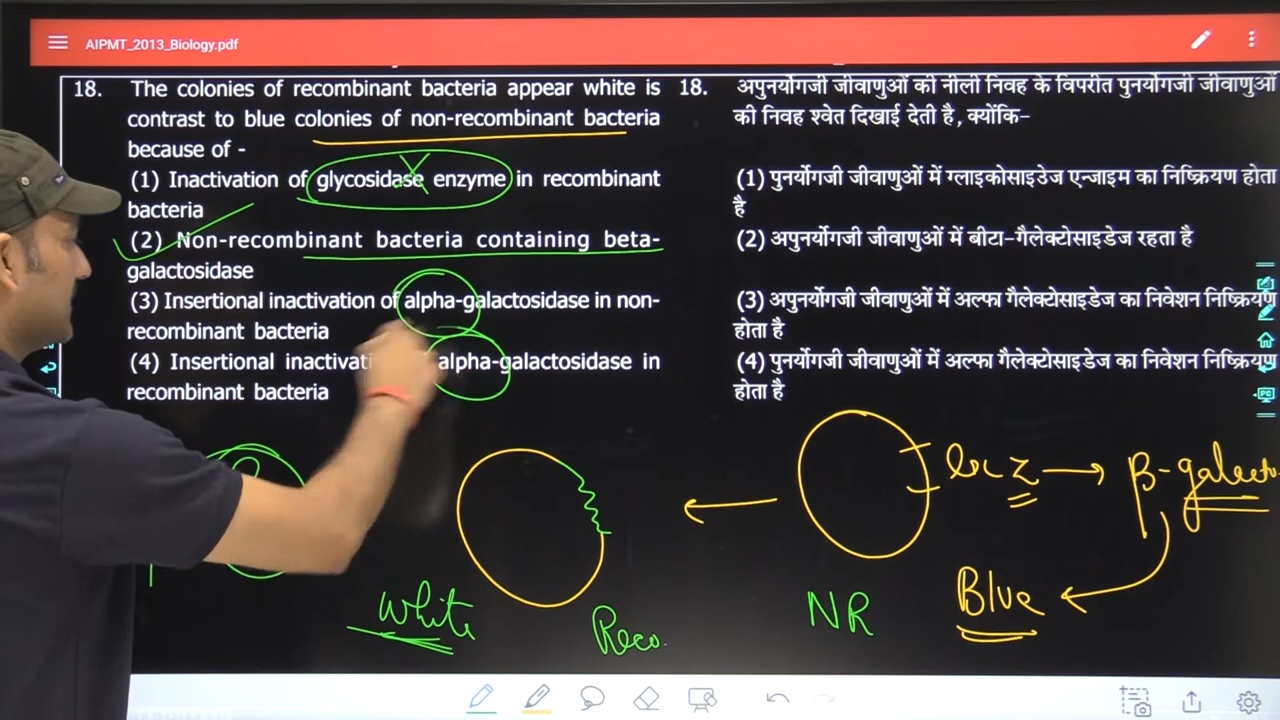 AIPMT_2013_Biology.pdf
18. The colonies of recombinant bacteria appear white is
contrast to blue colonies of non-recombinant bacteria
because of -
(1) Inactivation of glycosidase enzyme in recombinant
bacteria
(2) Non-recombinant bacteria containing beta-
galactosidase
(3) Insertional inactivation of alpha-galactosidase in non-
recombinant bacteria
(4) Insertional alpha-galactosidase in
recombinant bacteria
18. अपुनर्योगजी जीवाणुओं की नीली निवह के विपरीत पुनर्योगजी जीवाणुओं
की निवह श्वेत दिखाई देती है, क्योंकि-
(1) पुनर्योगजी जीवाणुओं में ग्लाइकोसाइडेज एन्जाइम का निष्क्रियण होता
है
(2) अपुनर्योगजी जीवाणुओं में बीटा-गैलेक्टोसाइडेज रहता है
(3) अपुनर्योगजी जीवाणुओं में अल्फा गैलेक्टोसाइडेज का निवेशन निष्क्रियण
होता है
(4) पुनर्योगजी जीवाणुओं में अल्फा गैलेक्टोसाइडेज का निवेशन निष्क्रियण
होता है
lac z → β-galacto
Blue
White
Reco.
NR